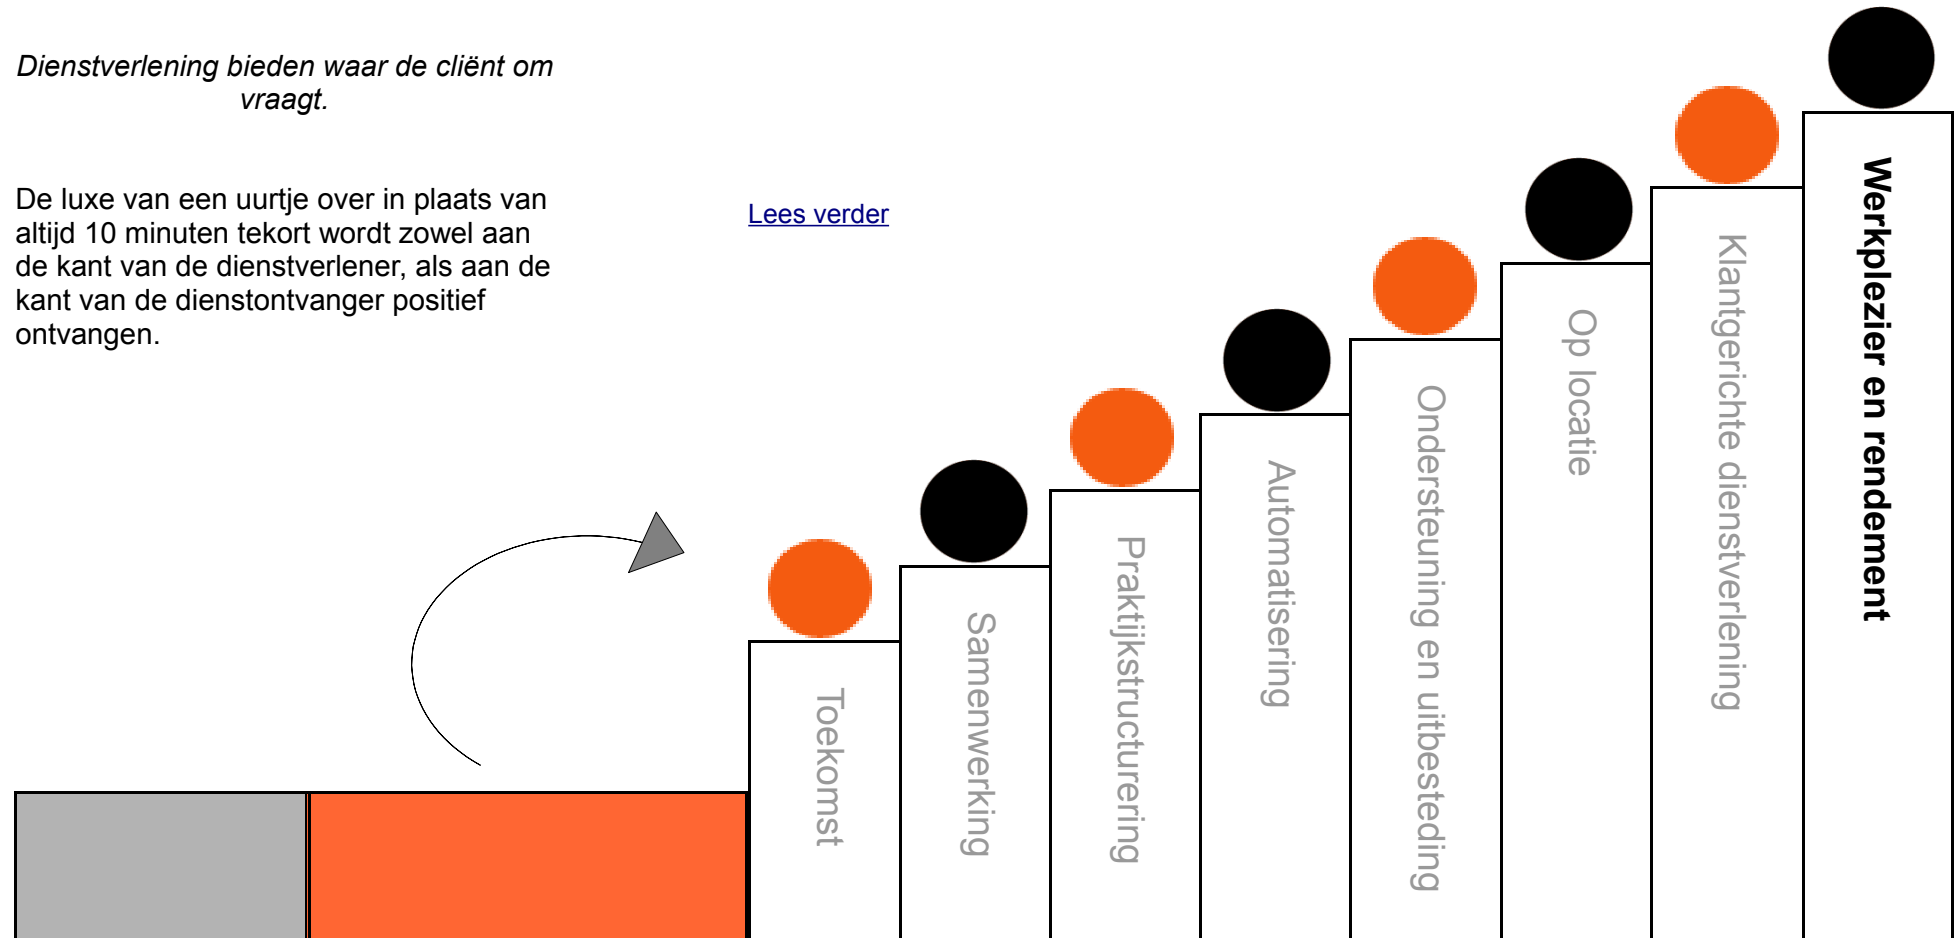 Dienstverlening bieden waar de cliënt om
vraagt.
De luxe van een uurtje over in plaats van
altijd 10 minuten tekort wordt zowel aan
de kant van de dienstverlener, als aan de
kant van de dienstontvanger positief
ontvangen.
Lees verder
Toekomst
Samenwerking
Praktijkstructurering
Automatisering
Ondersteuning en uitbesteding
Op locatie
Klantgerichte dienstverlening
Werkplezier en rendement